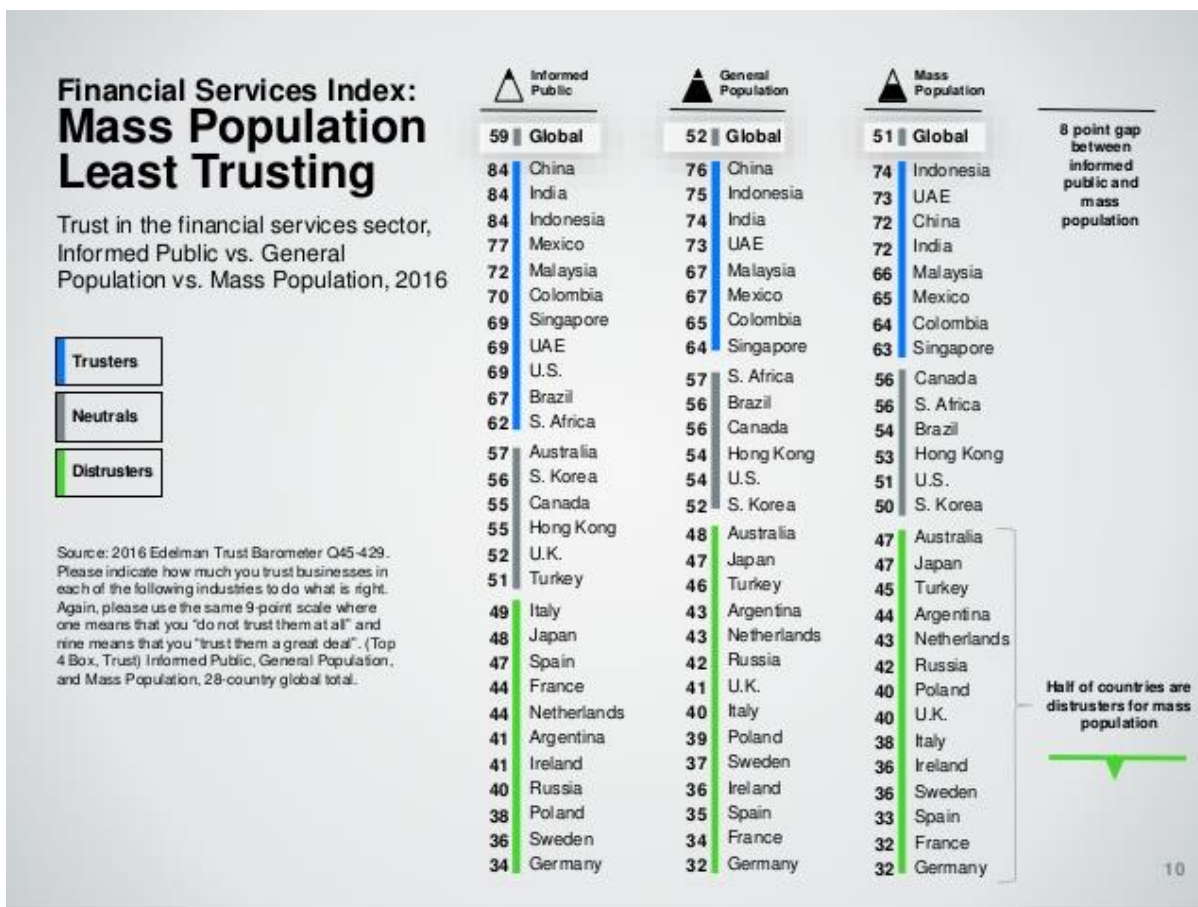 Financial Services Index:
Mass Population
Least Trusting
Trust in the financial services sector,
Informed Public vs. General
Population vs. Mass Population, 2016
Trusters
Neutrals
Distrusters
Source: 2016 Edelman Trust Barometer Q45-429.
Please indicate how much you trust businesses in
each of the following industries to do what is right.
Again, please use the same 9-point scale where
one means that you “do not trust them at all” and
nine means that you “trust them a great deal”. (Top
4 Box, Trust) Informed Public, General Population,
and Mass Population, 28-country global total.
Informed
Public
59 Global
84 China
84 India
84 Indonesia
77 Mexico
72 Malaysia
70 Colombia
69 Singapore
69 UAE
69 U.S.
67 Brazil
62 S. Africa
57 Australia
56 S. Korea
55 Canada
55 Hong Kong
52 U.K.
51 Turkey
49 Italy
48 Japan
47 Spain
44 France
44 Netherlands
41 Argentina
41 Ireland
40 Russia
38 Poland
36 Sweden
34 Germany
General
Population
52 Global
76 China
75 Indonesia
74 India
73 UAE
67 Malaysia
67 Mexico
65 Colombia
64 Singapore
57 S. Africa
56 Brazil
56 Canada
54 Hong Kong
54 U.S.
52 S. Korea
48 Australia
47 Japan
46 Turkey
43 Argentina
43 Netherlands
42 Russia
41 U.K.
40 Italy
39 Poland
37 Sweden
36 Ireland
35 Spain
34 France
32 Germany
Mass
Population
51 Global
74 Indonesia
73 UAE
72 China
72 India
66 Malaysia
65 Mexico
64 Colombia
63 Singapore
56 Canada
56 S. Africa
54 Brazil
53 Hong Kong
51 U.S.
50 S. Korea
47 Australia
47 Japan
45 Turkey
44 Argentina
43 Netherlands
42 Russia
40 Poland
40 U.K.
38 Italy
36 Ireland
36 Sweden
33 Spain
32 France
32 Germany
8 point gap
between
informed
public and
mass
population
Half of countries are
distrusters for mass
population
10